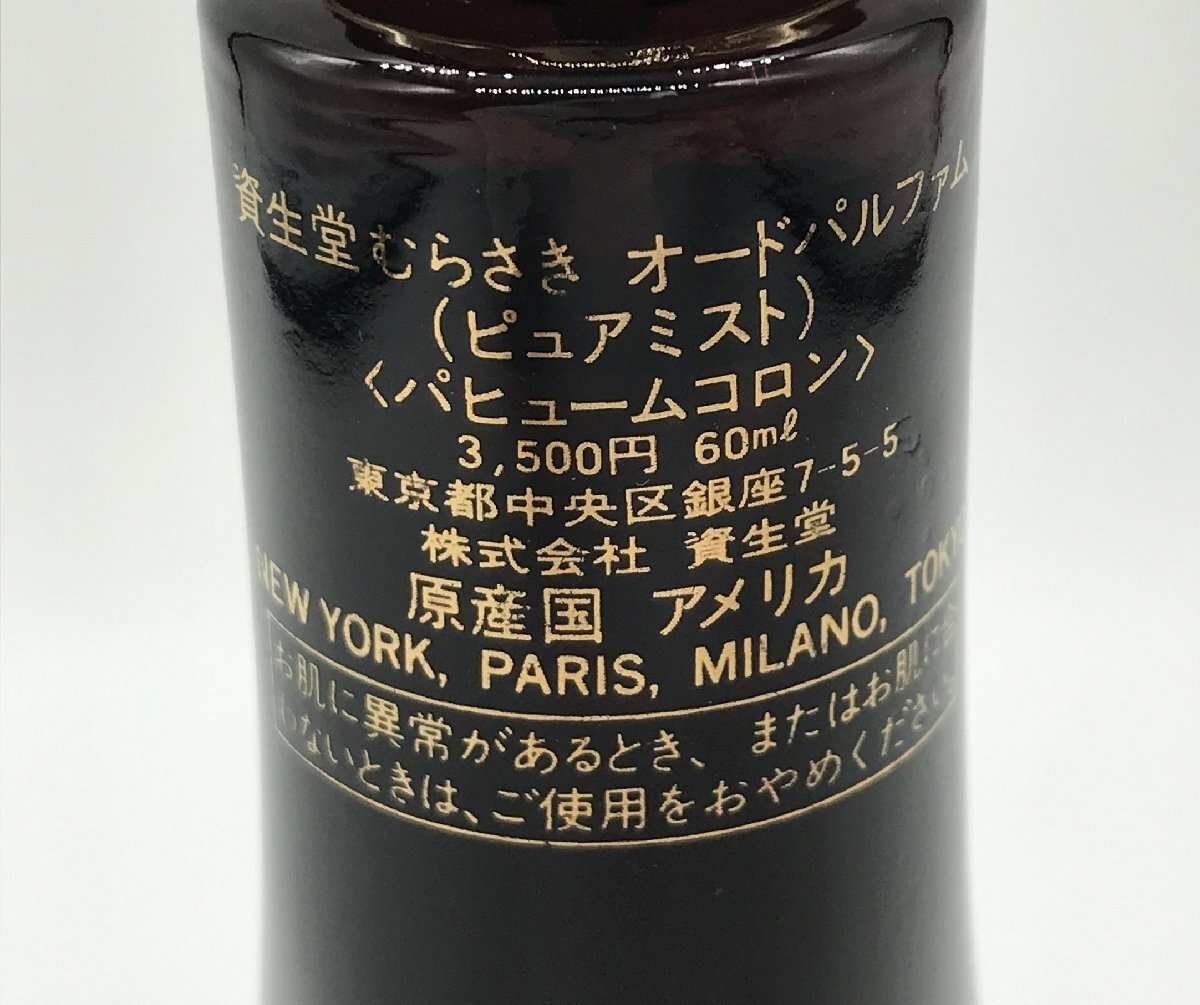 資生堂むらさき オードパルファム
(ピュアミスト)
〈パヒュームコロン〉
3,500円 60mℓ
東京都中央区銀座7-5-5
株式会社 資生堂
原産国 アメリカ
NEW YORK, PARIS, MILANO, TOKYO
お肌に異常があるとき、またはお肌に合
わないときは、ご使用をおやめください。